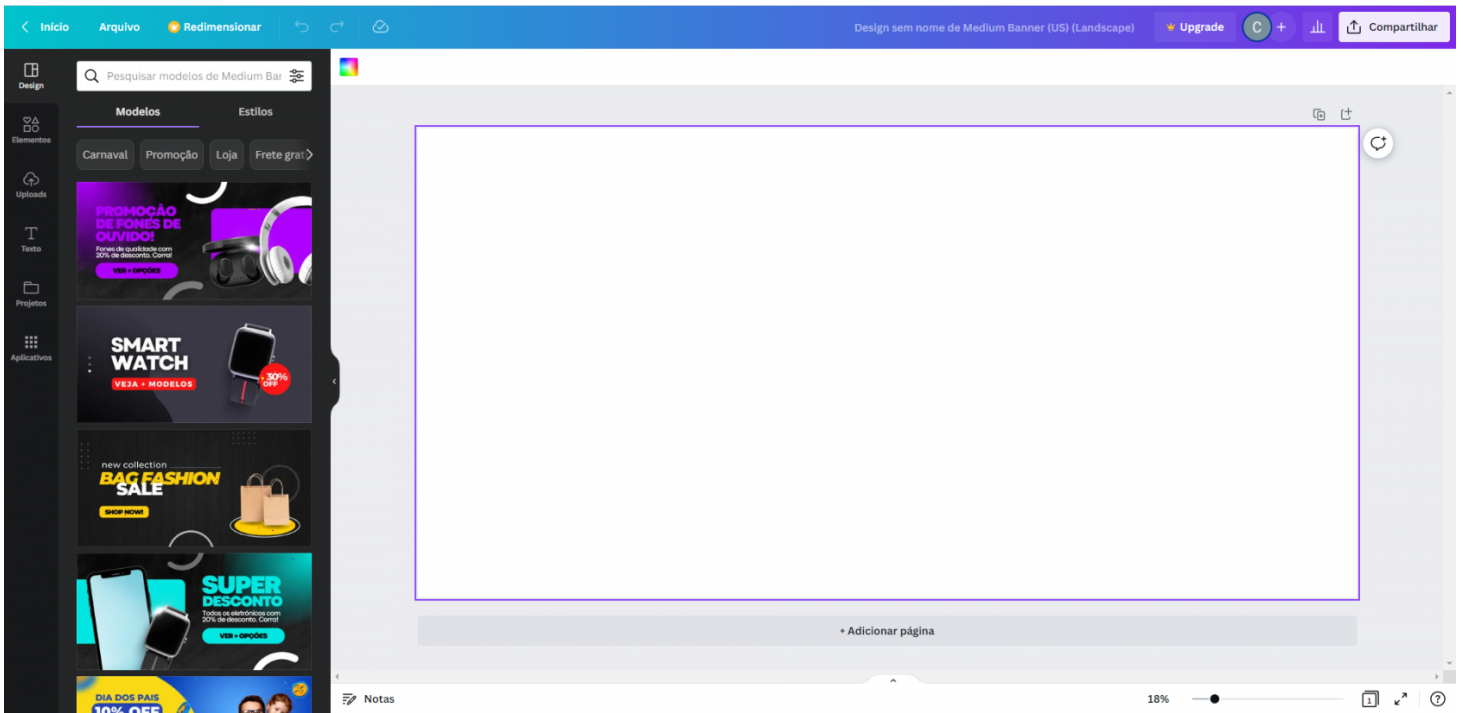 Início
Arquivo
Redimensionar
Design sem nome de Medium Banner (US) (Landscape)
Upgrade
C
+
Compartilhar
Design
Elementos
Uploads
Texto
Projetos
Aplicativos
Pesquisar modelos de Medium Bar
Modelos
Estilos
Carnaval
Promoção
Loja
Frete grat
PROMOÇÃO
DE FONES DE
OUVIDO!
Fones de qualidade com
20% de desconto. Corra!
VER + OPÇÕES
SMART
WATCH
VEJA + MODELOS
30%
OFF
new collection
BAG FASHION
SALE
SHOP NOW!
SUPER
DESCONTO
Todos os eletrônicos com
20% de desconto. Corra!
VER + OPÇÕES
DIA DOS PAIS
10% OFF
+ Adicionar página
Notas
18%
1
?